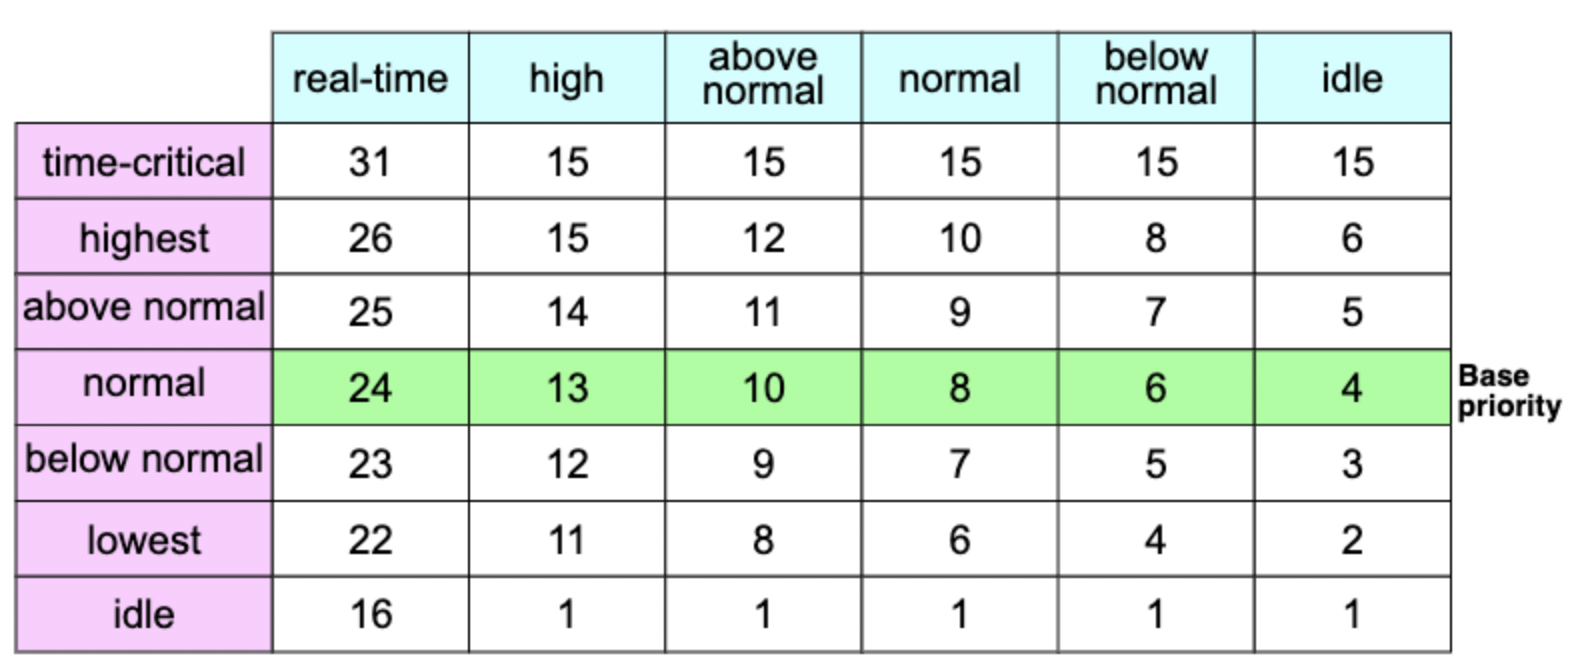 real-time high above normal normal below normal idle
time-critical 31 15 15 15 15 15
highest 26 15 12 10 8 6
above normal 25 14 11 9 7 5
normal 24 13 10 8 6 4 Base priority
below normal 23 12 9 7 5 3
lowest 22 11 8 6 4 2
idle 16 1 1 1 1 1